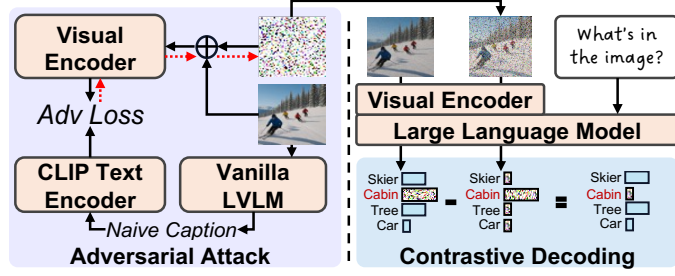 Visual
Encoder
Adv Loss
CLIP Text
Encoder
Vanilla
LVLM
Naive Caption
Adversarial Attack
What's in
the image?
Visual Encoder
Large Language Model
Skier
Cabin
Tree
Car
-
Skier
Cabin
Tree
Car
=
Skier
Cabin
Tree
Car
Contrastive Decoding